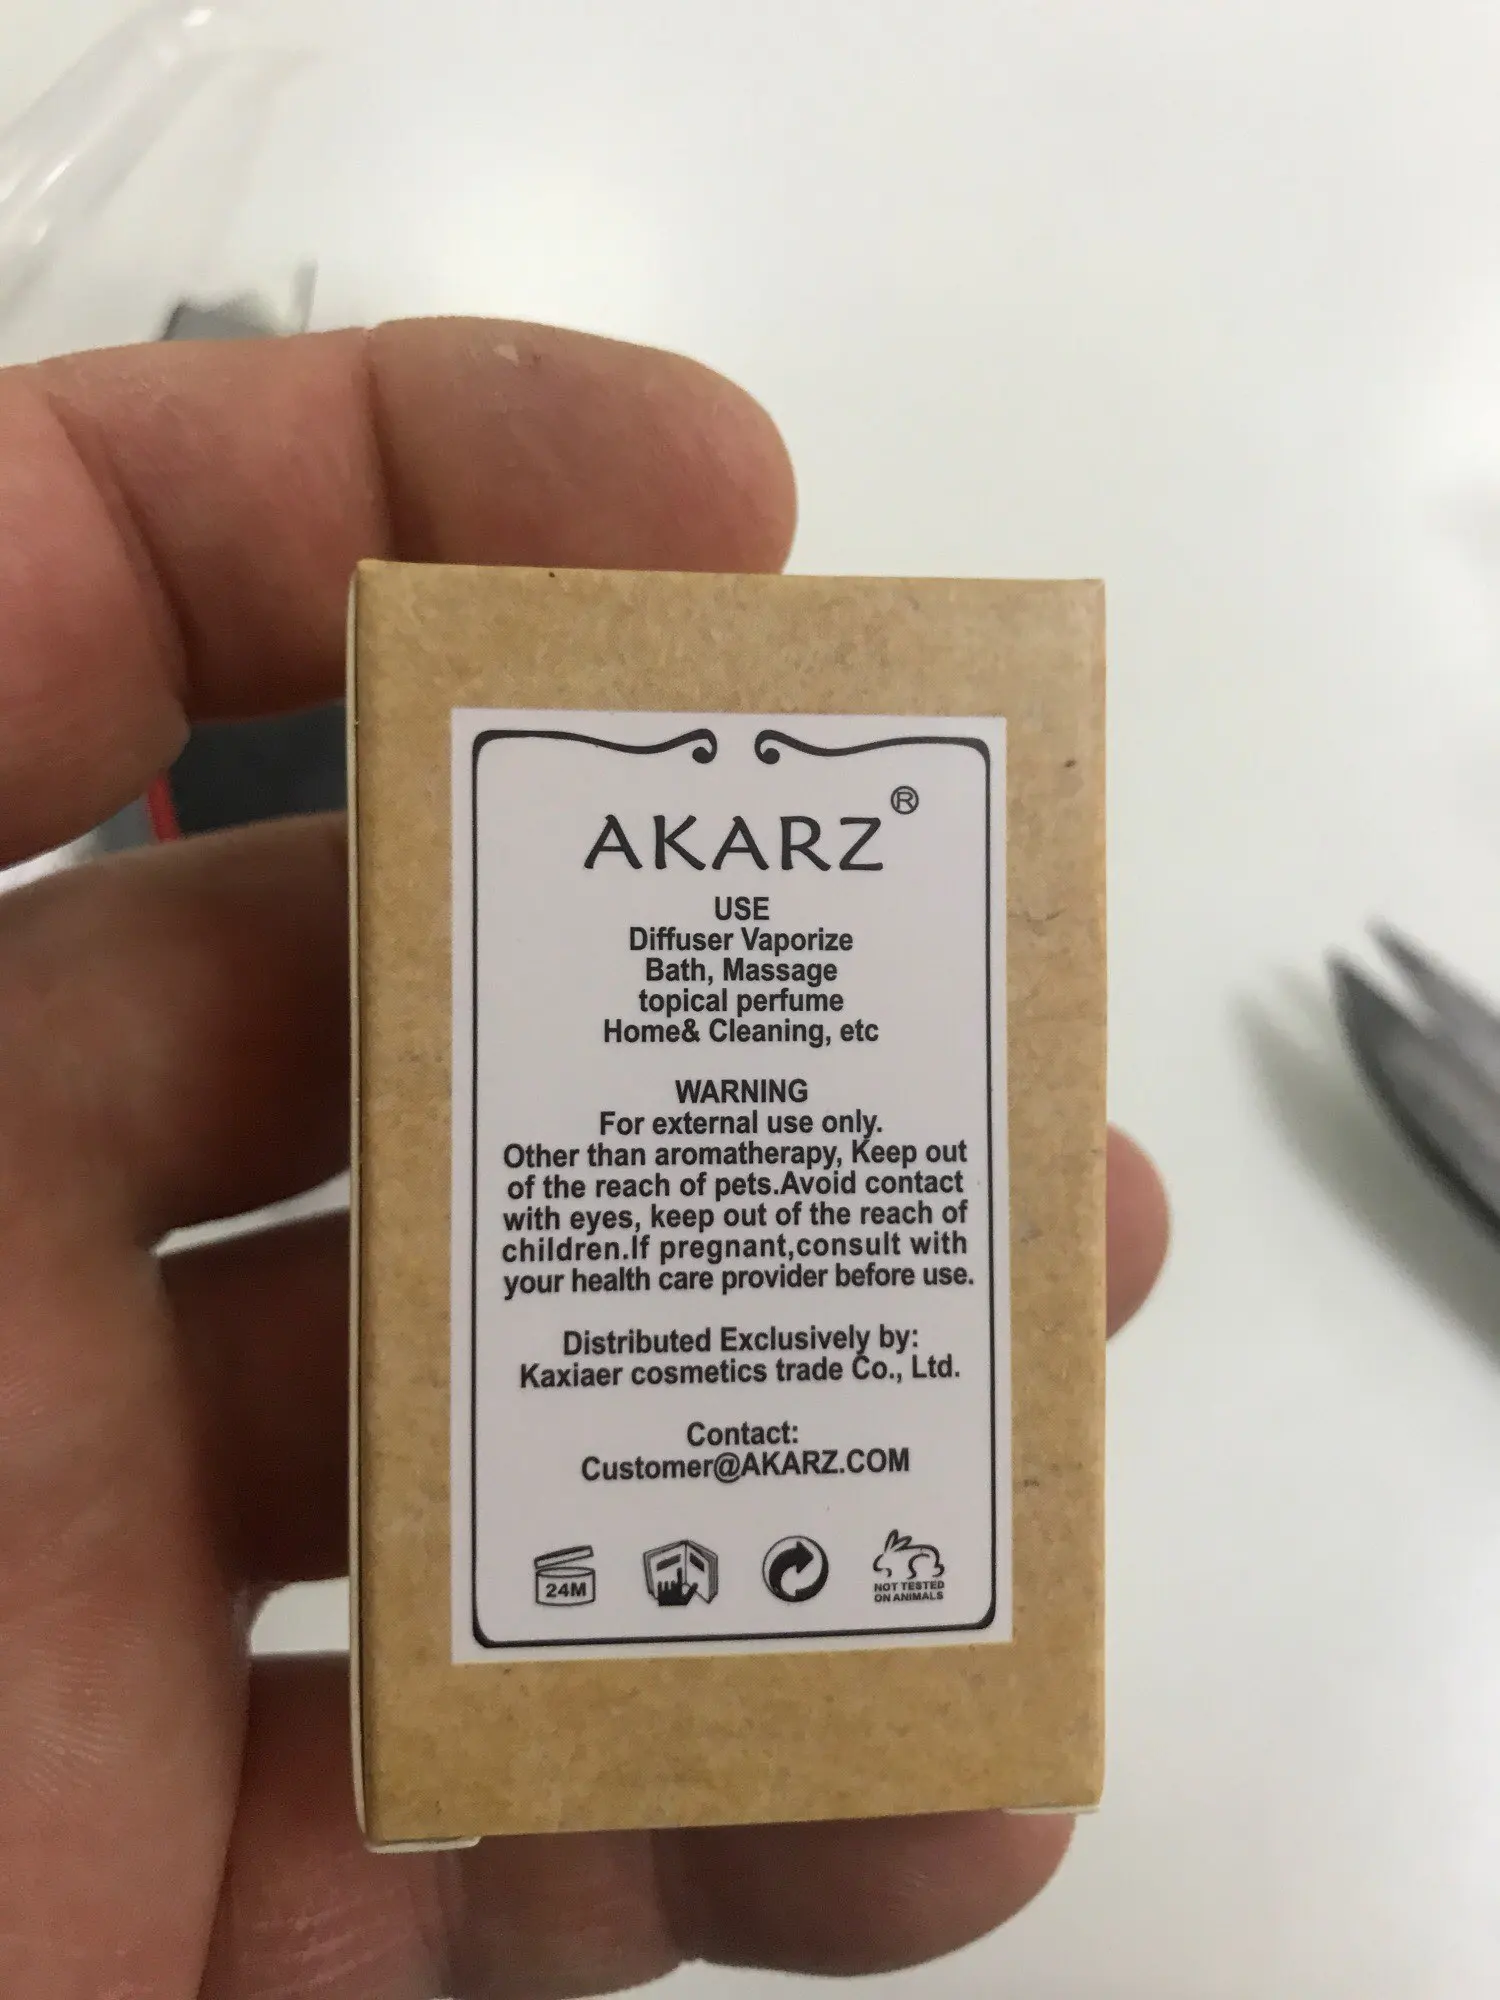 AKARZ®
USE
Diffuser Vaporize
Bath, Massage
topical perfume
Home& Cleaning, etc
WARNING
For external use only.
Other than aromatherapy, Keep out
of the reach of pets.Avoid contact
with eyes, keep out of the reach of
children.If pregnant,consult with
your health care provider before use.
Distributed Exclusively by:
Kaxiaer cosmetics trade Co., Ltd.
Contact:
Customer@AKARZ.COM
24M
NOT TESTED
ON ANIMALS